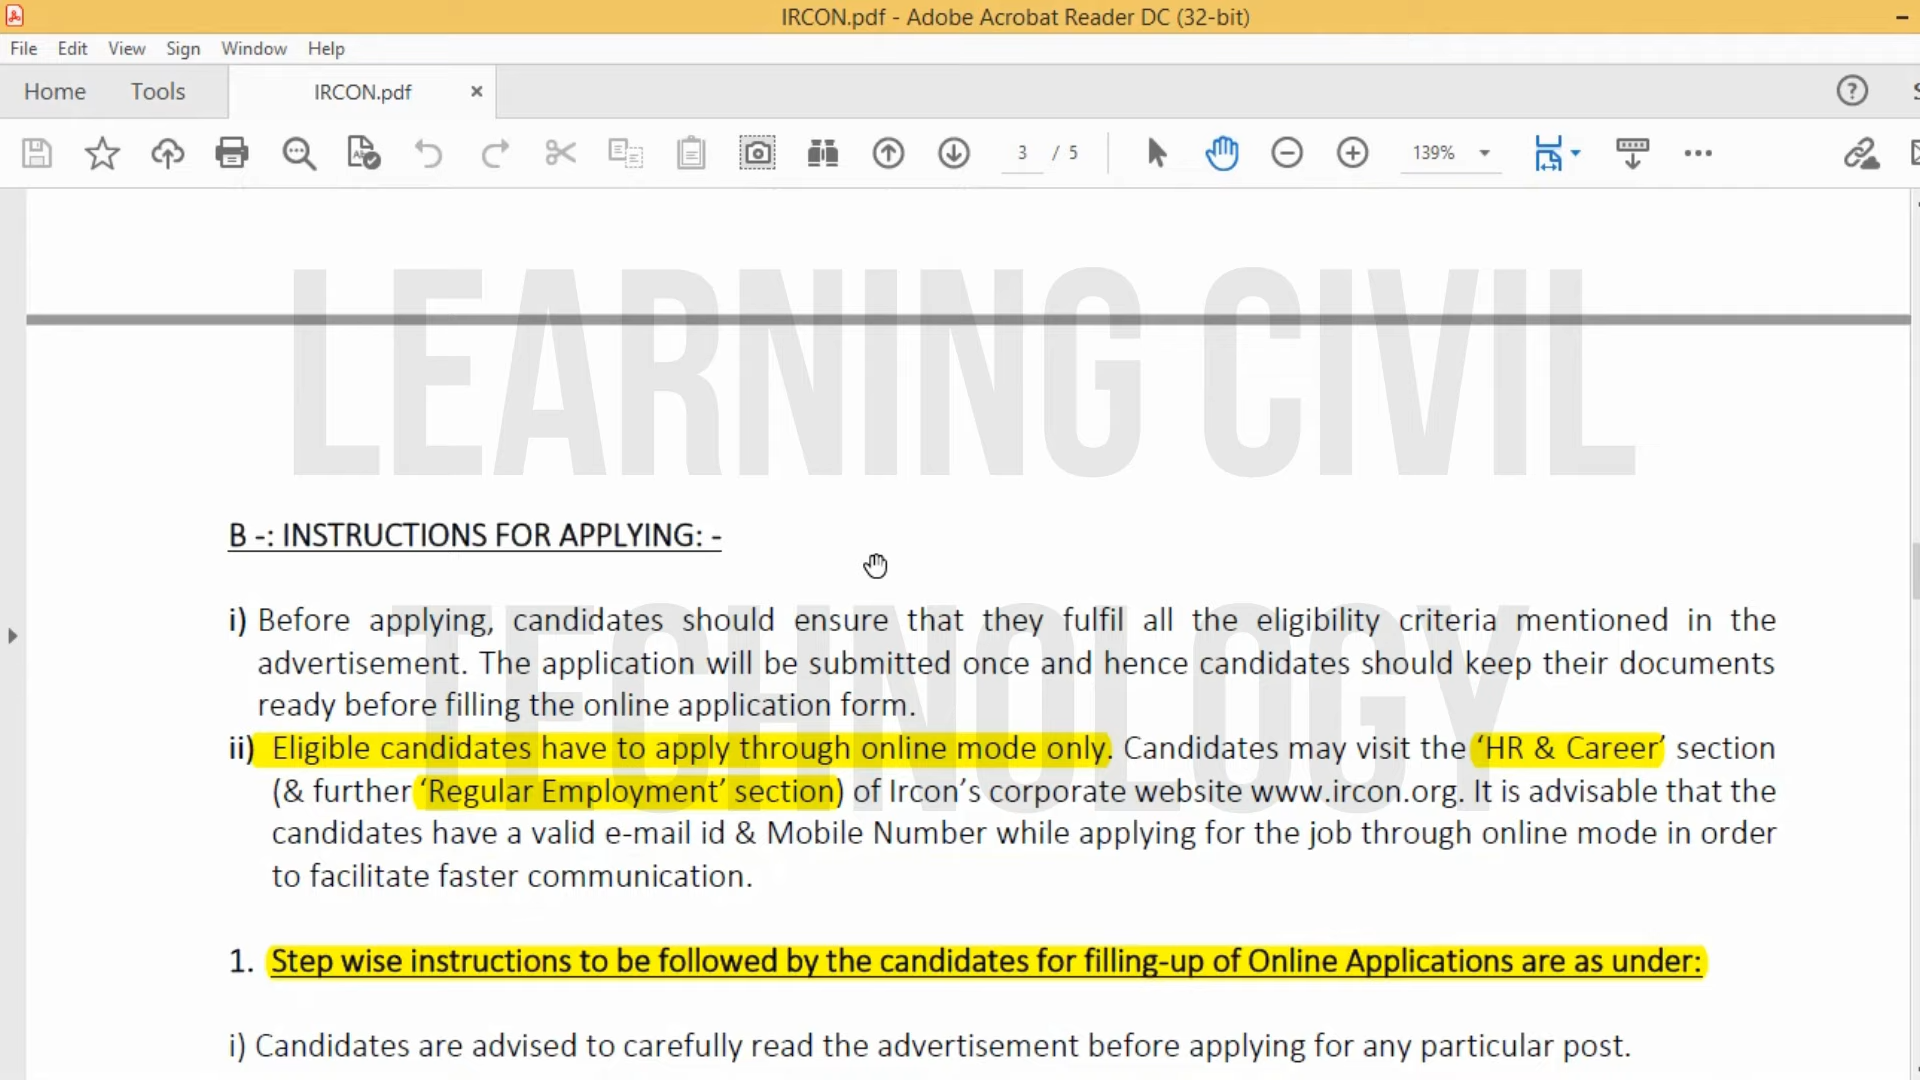 IRCON.pdf - Adobe Acrobat Reader DC (32-bit)
File Edit View Sign Window Help
Home Tools IRCON.pdf
3 / 5 139%
LEARNING CIVIL
TECHNOLOGY
B -: INSTRUCTIONS FOR APPLYING: -
i) Before applying, candidates should ensure that they fulfil all the eligibility criteria mentioned in the
advertisement. The application will be submitted once and hence candidates should keep their documents
ready before filling the online application form.
ii) Eligible candidates have to apply through online mode only. Candidates may visit the ‘HR & Career’ section
(& further ‘Regular Employment’ section) of Ircon’s corporate website www.ircon.org. It is advisable that the
candidates have a valid e-mail id & Mobile Number while applying for the job through online mode in order
to facilitate faster communication.
1. Step wise instructions to be followed by the candidates for filling-up of Online Applications are as under:
i) Candidates are advised to carefully read the advertisement before applying for any particular post.